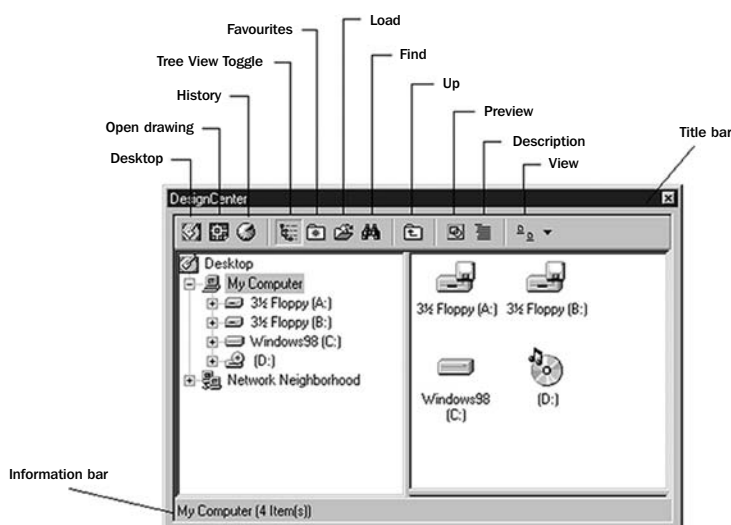 Load
Favourites
Find
Tree View Toggle
Up
History
Preview
Title bar
Open drawing
Description
Desktop
View
DesignCenter
Desktop
My Computer
3½ Floppy (A:)
3½ Floppy (B:)
Windows98 (C:)
(D:)
Network Neighborhood
3½ Floppy (A:) 3½ Floppy (B:)
Windows98 (D:)
(C:)
Information bar
My Computer (4 Item(s))